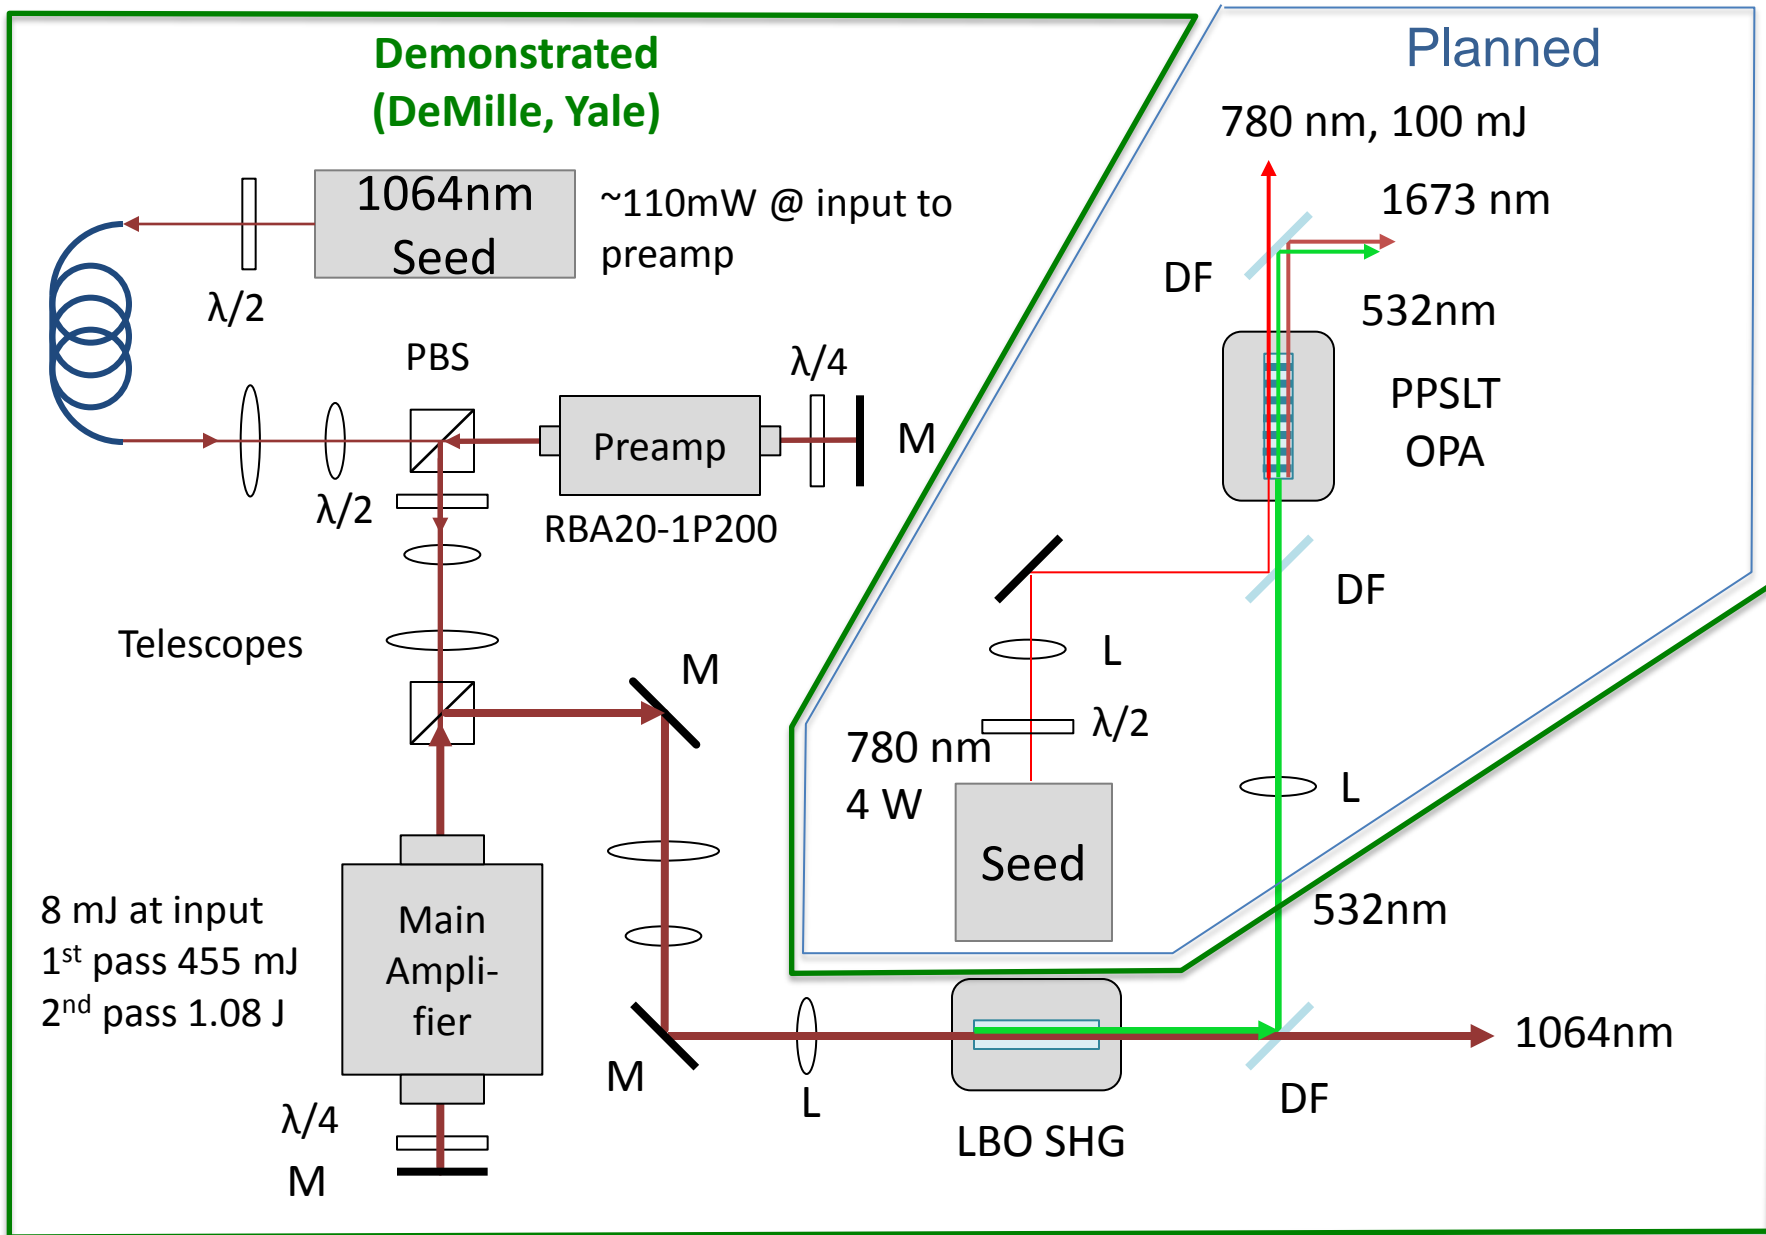 Demonstrated
(DeMille, Yale)
Planned
780 nm, 100 mJ
1673 nm
DF
532nm
PPSLT
OPA
1064nm
Seed
~110mW @ input to
preamp
λ/2
PBS
λ/4
Preamp
M
λ/2
RBA20-1P200
DF
Telescopes
M
L
λ/2
780 nm
4 W
Seed
L
8 mJ at input
1st pass 455 mJ
2nd pass 1.08 J
Main
Ampli-
fier
532nm
λ/4
M
M
L
LBO SHG
DF
1064nm